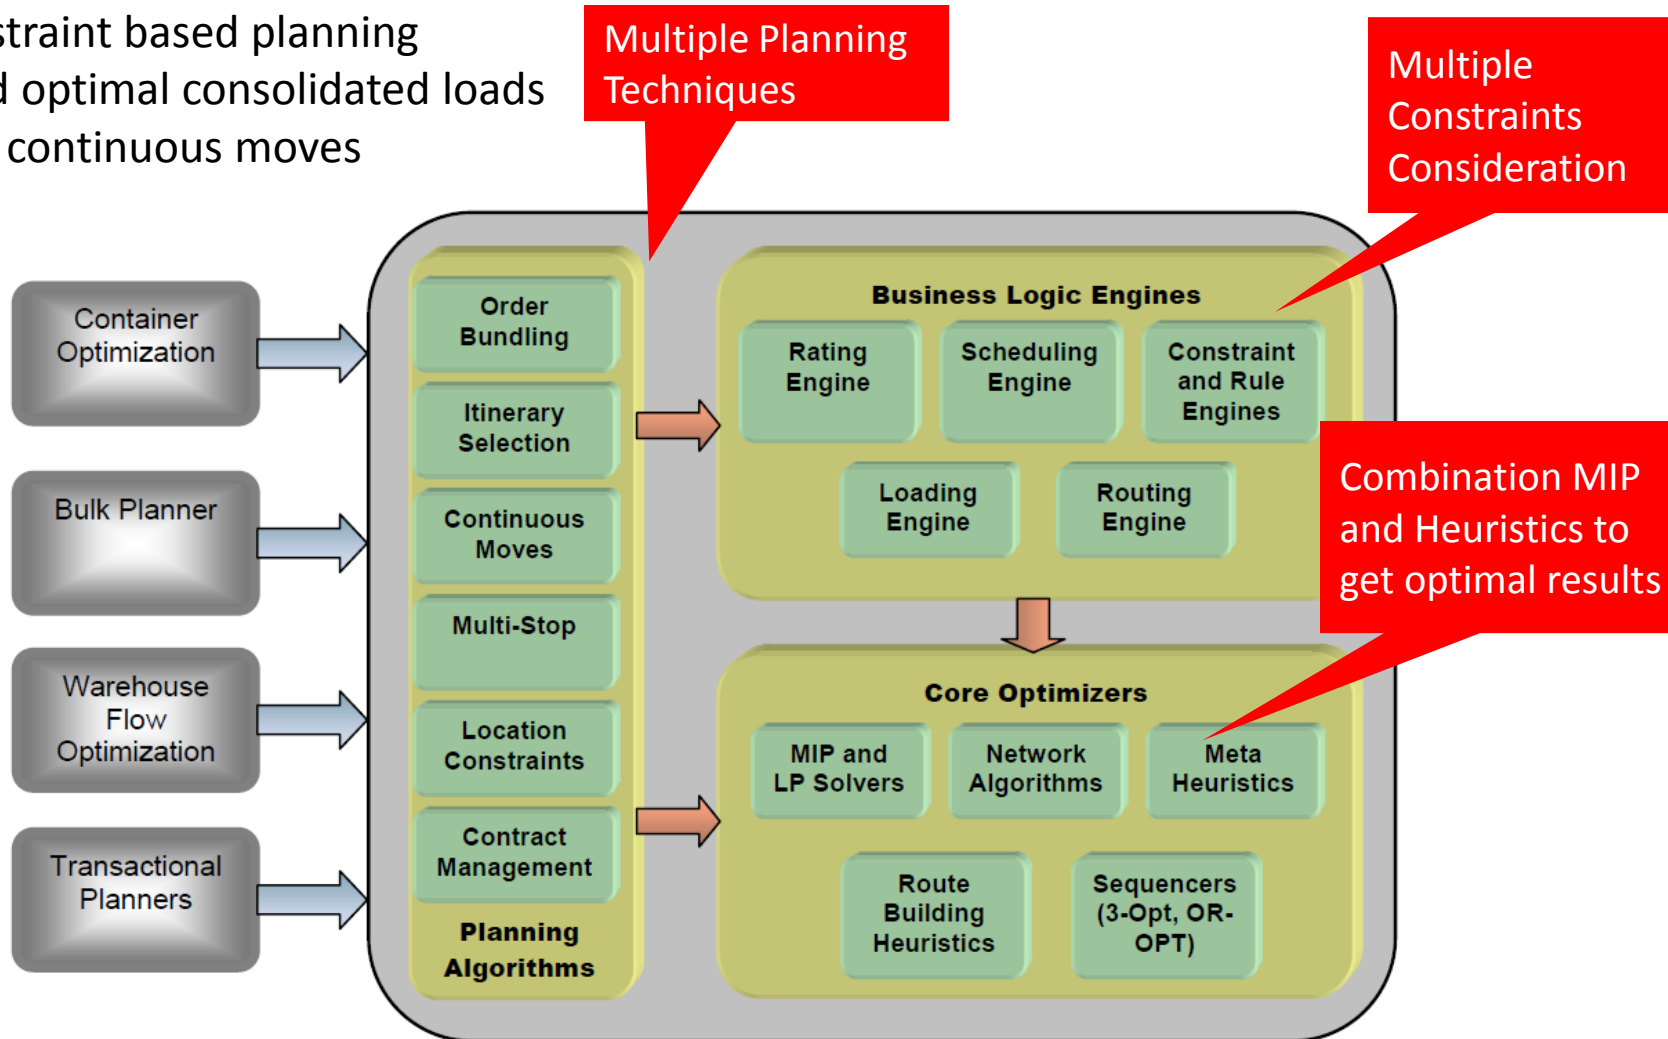 straint based planning
d optimal consolidated loads
continuous moves
Multiple Planning
Techniques
Multiple
Constraints
Consideration
Container
Optimization
Bulk Planner
Warehouse
Flow
Optimization
Transactional
Planners
Order
Bundling
Itinerary
Selection
Continuous
Moves
Multi-Stop
Location
Constraints
Contract
Management
Planning
Algorithms
Business Logic Engines
Rating
Engine
Scheduling
Engine
Constraint
and Rule
Engines
Loading
Engine
Routing
Engine
Combination MIP
and Heuristics to
get optimal results
Core Optimizers
MIP and
LP Solvers
Network
Algorithms
Meta
Heuristics
Route
Building
Heuristics
Sequencers
(3-Opt, OR-
OPT)